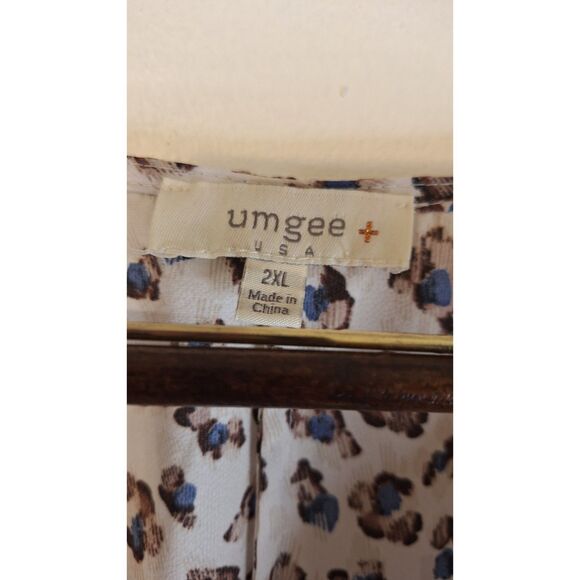 umgee +
USA
2XL
Made in
China